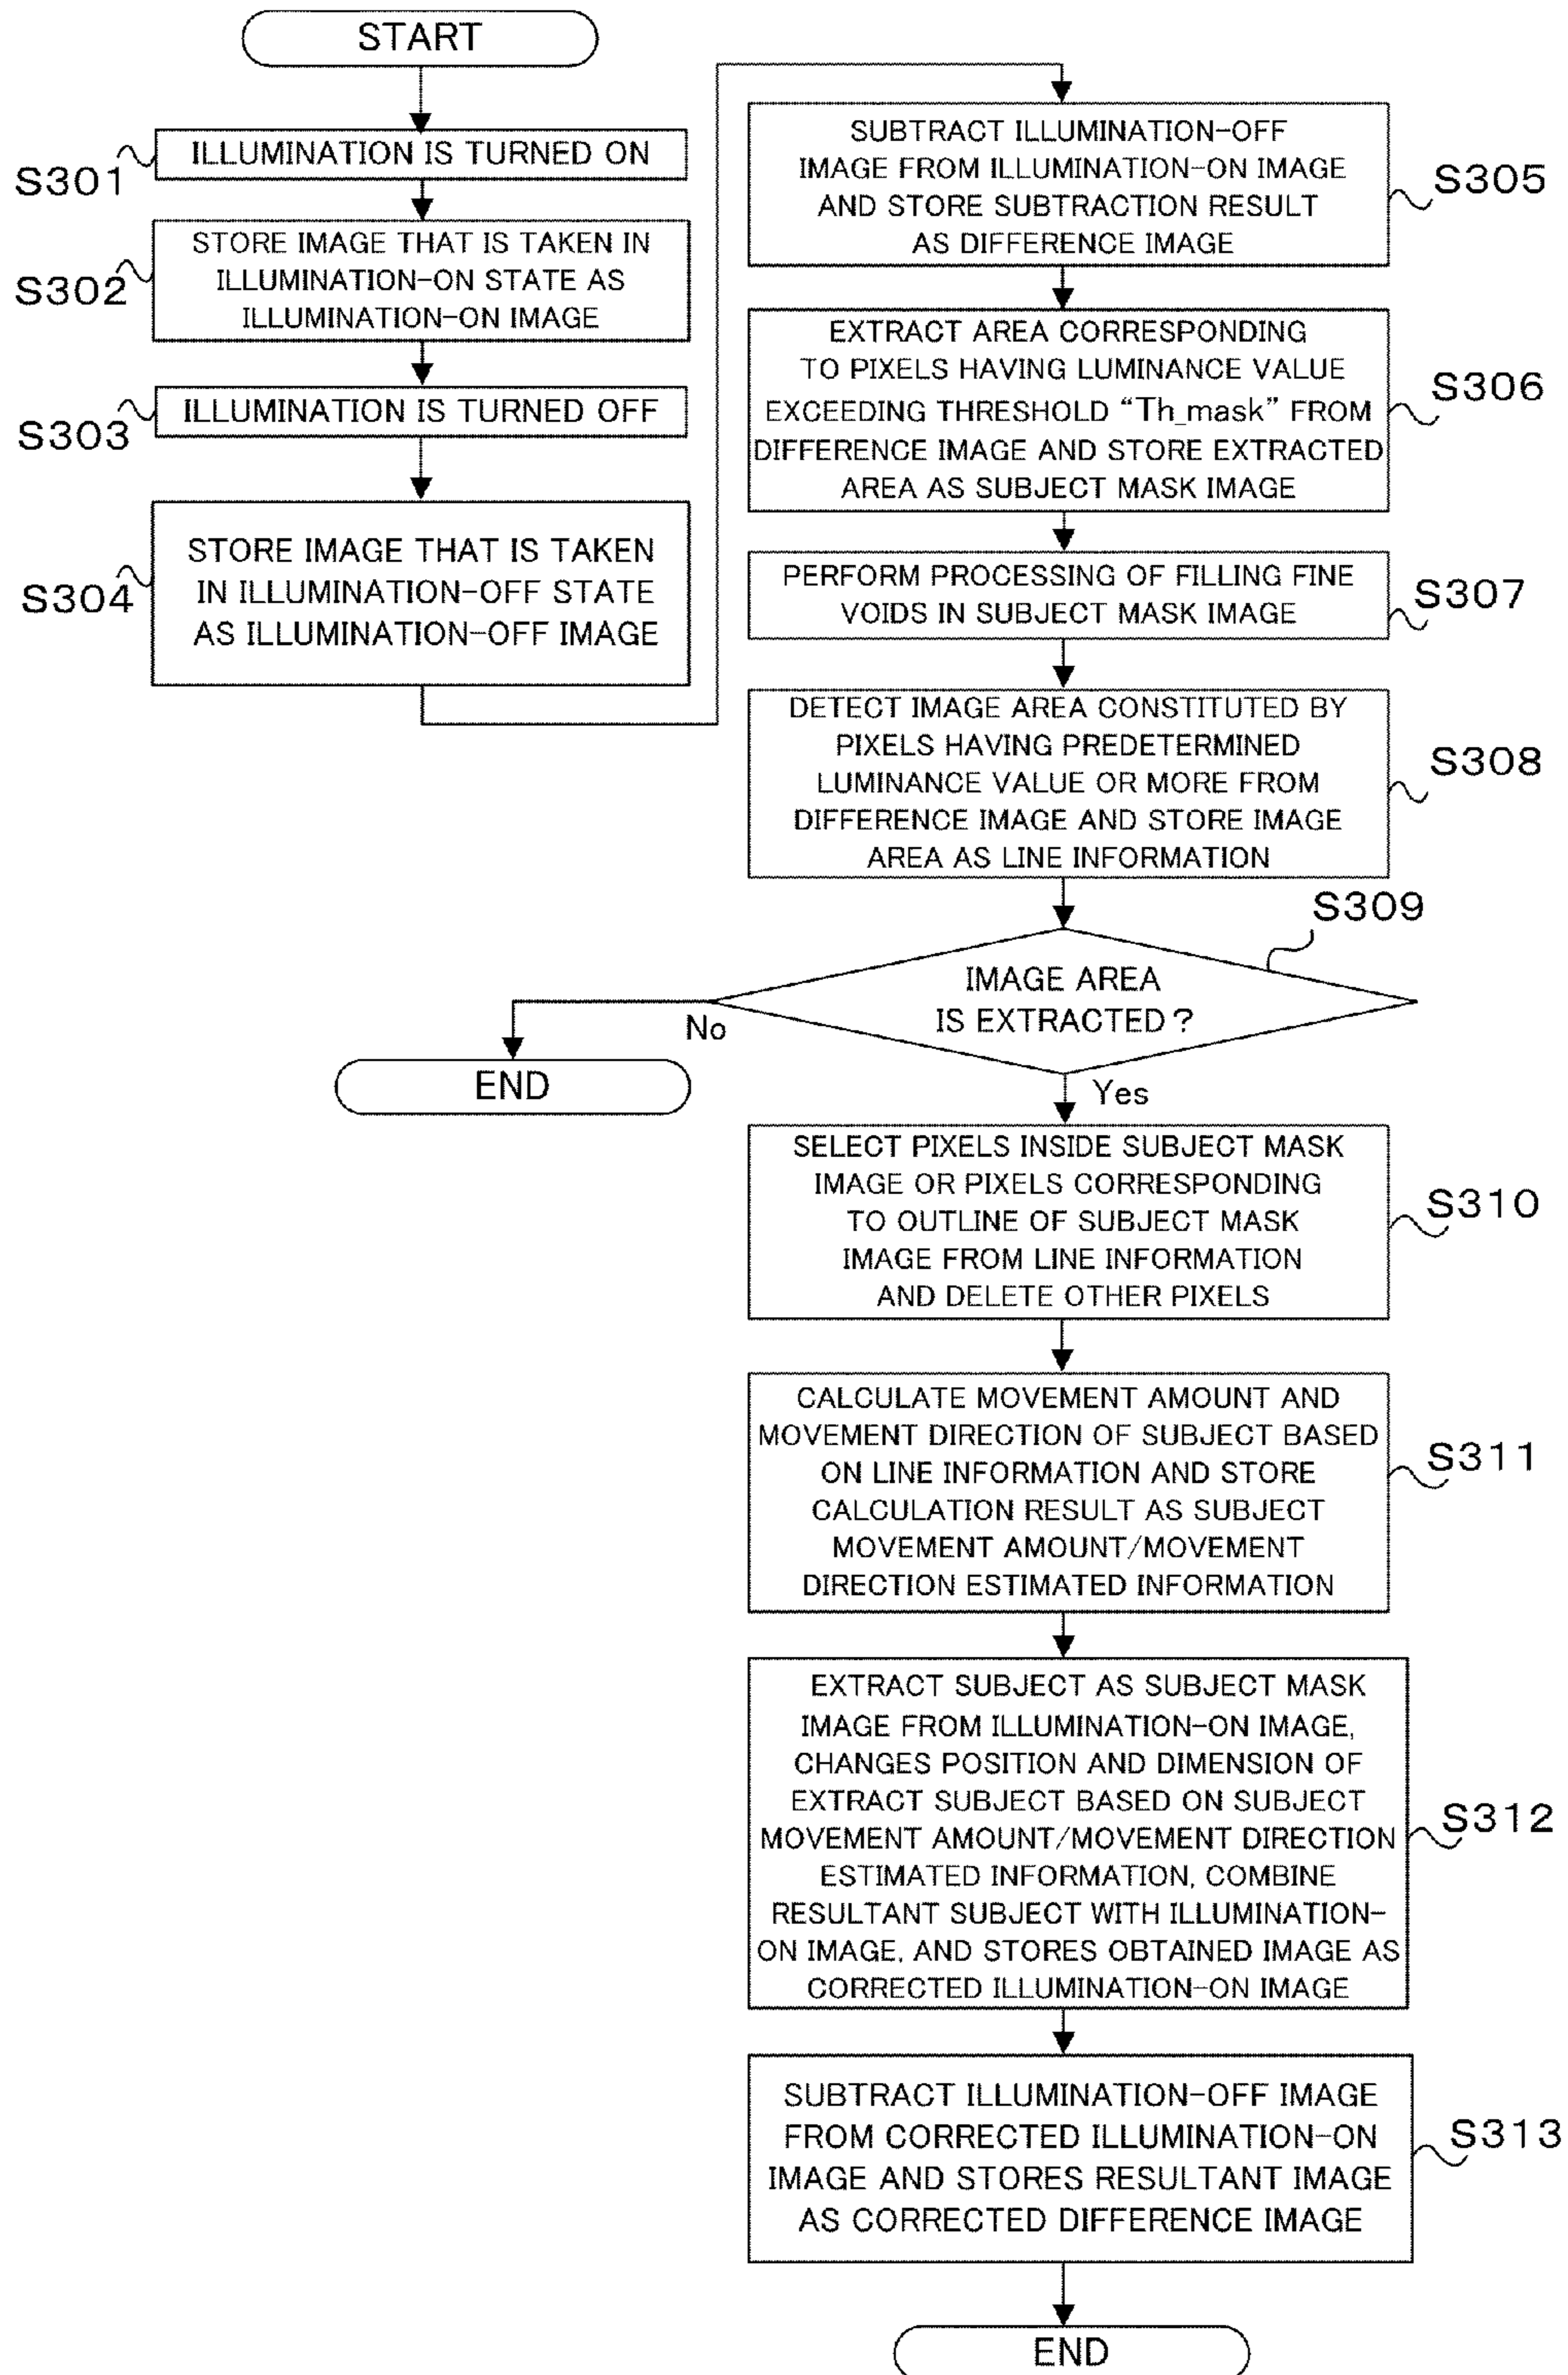 START
S301
ILLUMINATION IS TURNED ON
S302
STORE IMAGE THAT IS TAKEN IN
ILLUMINATION-ON STATE AS
ILLUMINATION-ON IMAGE
S303
ILLUMINATION IS TURNED OFF
S304
STORE IMAGE THAT IS TAKEN
IN ILLUMINATION-OFF STATE
AS ILLUMINATION-OFF IMAGE
SUBTRACT ILLUMINATION-OFF
IMAGE FROM ILLUMINATION-ON IMAGE
AND STORE SUBTRACTION RESULT
AS DIFFERENCE IMAGE
S305
EXTRACT AREA CORRESPONDING
TO PIXELS HAVING LUMINANCE VALUE
EXCEEDING THRESHOLD “Th_mask” FROM
DIFFERENCE IMAGE AND STORE EXTRACTED
AREA AS SUBJECT MASK IMAGE
S306
PERFORM PROCESSING OF FILLING FINE
VOIDS IN SUBJECT MASK IMAGE
S307
DETECT IMAGE AREA CONSTITUTED BY
PIXELS HAVING PREDETERMINED
LUMINANCE VALUE OR MORE FROM
DIFFERENCE IMAGE AND STORE IMAGE
AREA AS LINE INFORMATION
S308
S309
IMAGE AREA
IS EXTRACTED?
No
END
Yes
SELECT PIXELS INSIDE SUBJECT MASK
IMAGE OR PIXELS CORRESPONDING
TO OUTLINE OF SUBJECT MASK
IMAGE FROM LINE INFORMATION
AND DELETE OTHER PIXELS
S310
CALCULATE MOVEMENT AMOUNT AND
MOVEMENT DIRECTION OF SUBJECT BASED
ON LINE INFORMATION AND STORE
CALCULATION RESULT AS SUBJECT
MOVEMENT AMOUNT/MOVEMENT
DIRECTION ESTIMATED INFORMATION
S311
EXTRACT SUBJECT AS SUBJECT MASK
IMAGE FROM ILLUMINATION-ON IMAGE,
CHANGES POSITION AND DIMENSION OF
EXTRACT SUBJECT BASED ON SUBJECT
MOVEMENT AMOUNT/MOVEMENT DIRECTION
ESTIMATED INFORMATION, COMBINE
RESULTANT SUBJECT WITH ILLUMINATION-
ON IMAGE, AND STORES OBTAINED IMAGE AS
CORRECTED ILLUMINATION-ON IMAGE
S312
SUBTRACT ILLUMINATION-OFF IMAGE
FROM CORRECTED ILLUMINATION-ON
IMAGE AND STORES RESULTANT IMAGE
AS CORRECTED DIFFERENCE IMAGE
S313
END